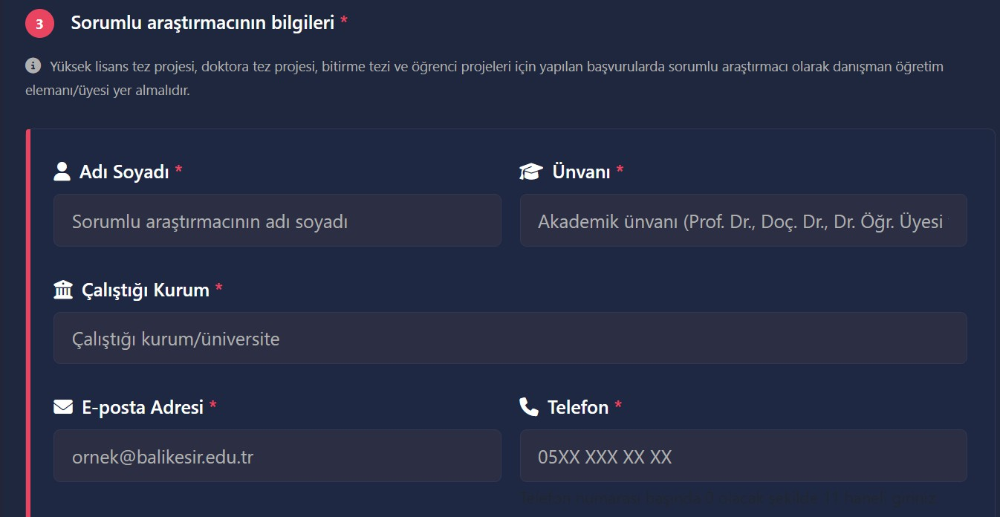 3 Sorumlu araştırmacının bilgileri *
Yüksek lisans tez projesi, doktora tez projesi, bitirme tezi ve öğrenci projeleri için yapılan başvurularda sorumlu araştırmacı olarak danışman öğretim
elemanı/üyesi yer almalıdır.
Adı Soyadı *
Ünvanı *
Sorumlu araştırmacının adı soyadı
Akademik ünvanı (Prof. Dr., Doç. Dr., Dr. Öğr. Üyesi
Çalıştığı Kurum *
Çalıştığı kurum/üniversite
E-posta Adresi *
Telefon *
ornek@balikesir.edu.tr
05XX XXX XX XX